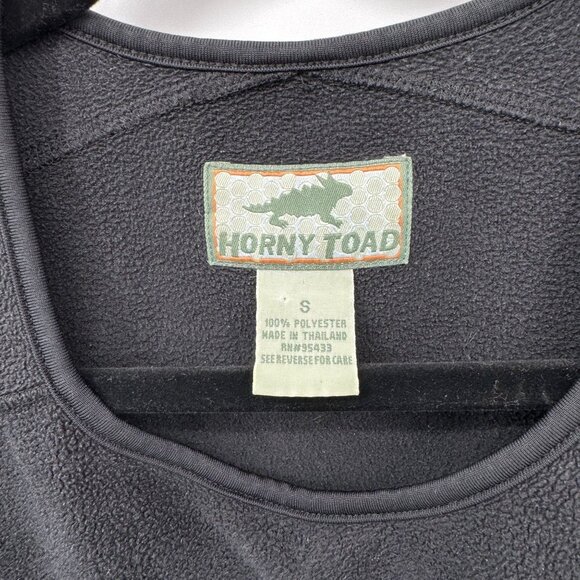 HORNY TOAD
S
100% POLYESTER
MADE IN THAILAND
RN#95433
SEE REVERSE FOR CARE